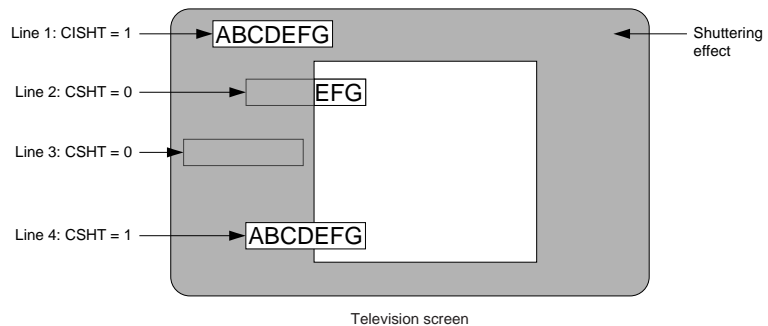 Line 1: CISHT = 1
ABCDEFG
Shuttering
effect
Line 2: CSHT = 0
EFG
Line 3: CSHT = 0
Line 4: CSHT = 1
ABCDEFG
Television screen